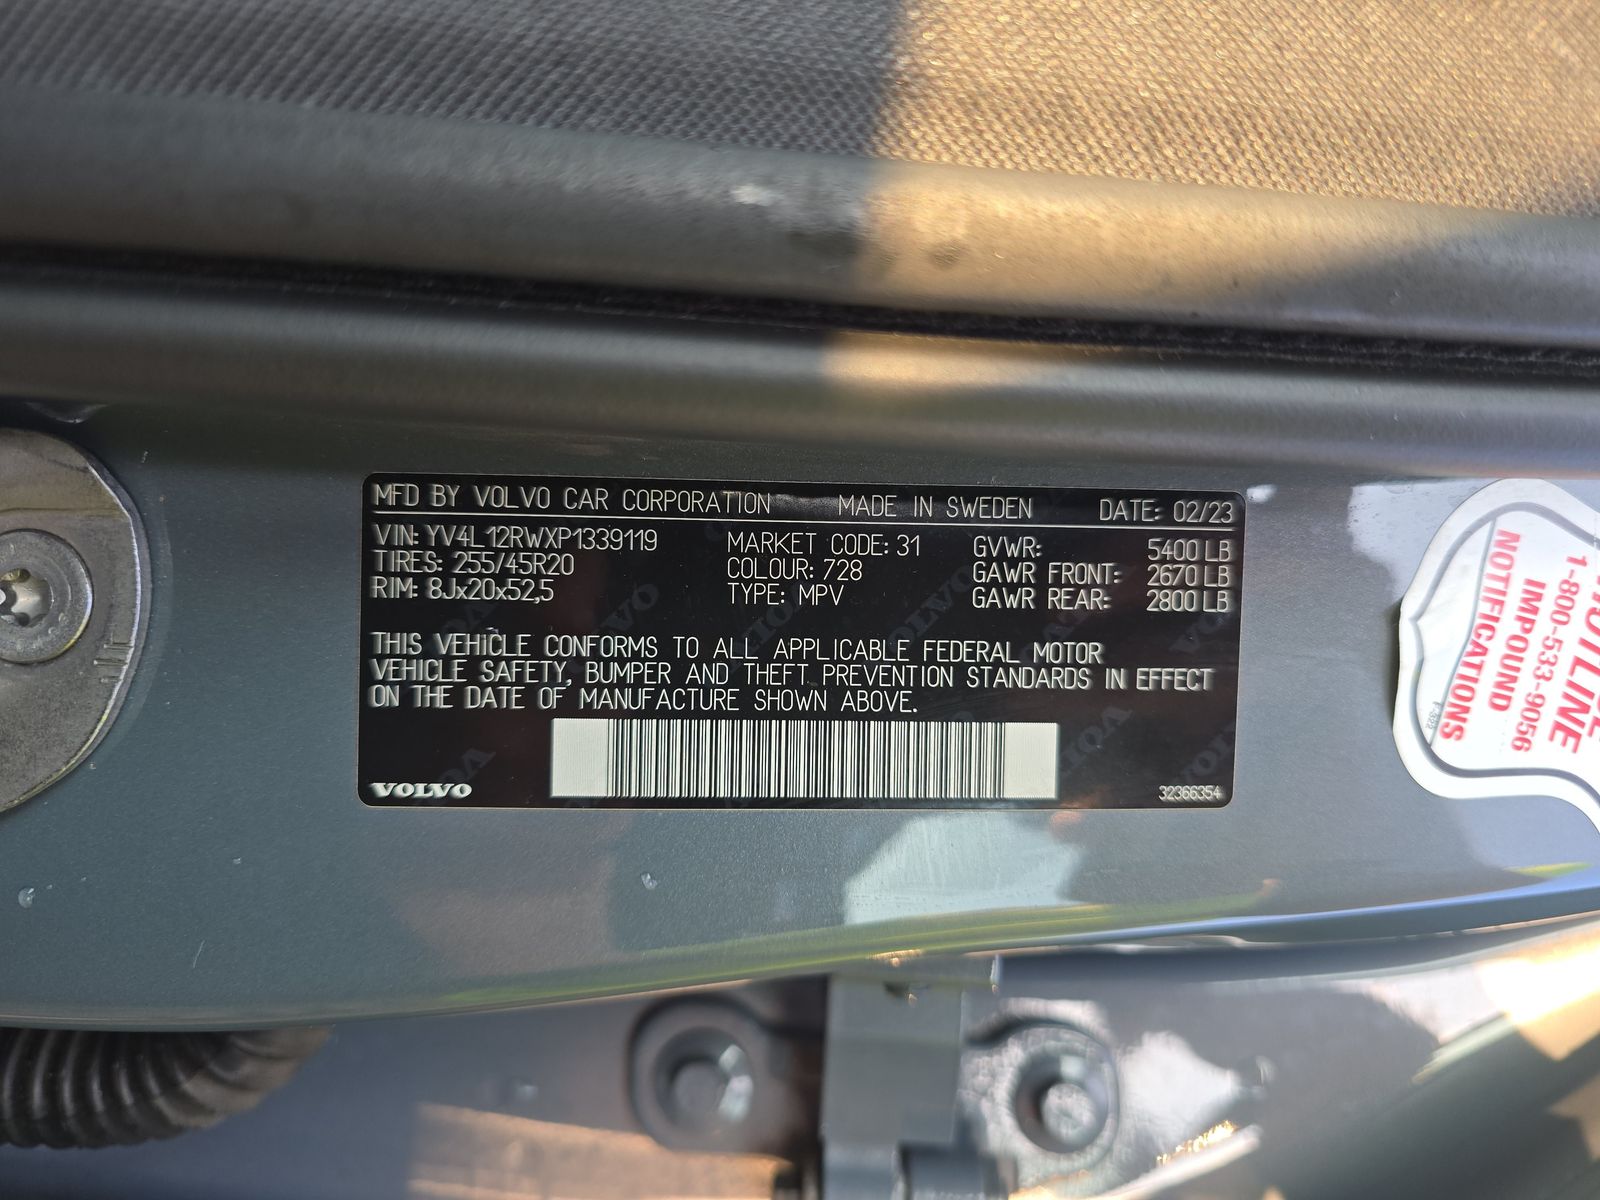 MFD BY VOLVO CAR CORPORATION MADE IN SWEDEN DATE: 02/23
VIN: YV4L12RWXP1339119 MARKET CODE: 31 GVWR: 5400 LB
TIRES: 255/45R20 COLOUR: 728 GAWR FRONT: 2670 LB
RIM: 8Jx20x52,5 TYPE: MPV GAWR REAR: 2800 LB
THIS VEHiCLE CONFORMS TO ALL APPLICABLE FEDERAL MOTOR
VEHICLE SAFETY, BUMPER AND THEFT PREVENTION STANDARDS IN EFFECT
ON THE DATE OF MANUFACTURE SHOWN ABOVE.
VOLVO
32366354
HOTLINE
1-800-533-9056
IMPOUND
NOTIFICATIONS